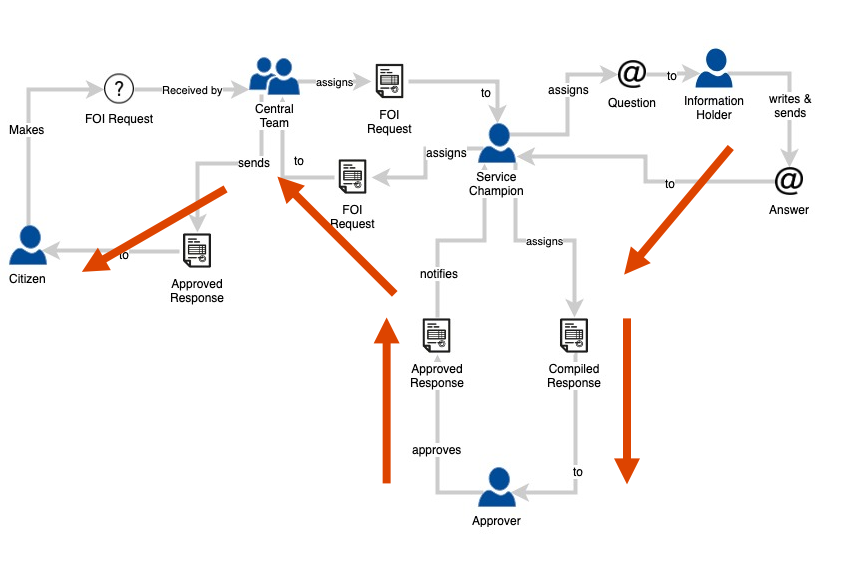 Makes
?
FOI Request
Received by
Central
Team
assigns
FOI
Request
to
assigns
@
Question
to
Information
Holder
writes &
sends
@
Answer
to
Service
Champion
assigns
FOI
Request
to
sends
Approved
Response
to
Citizen
assigns
Compiled
Response
to
Approver
approves
Approved
Response
notifies